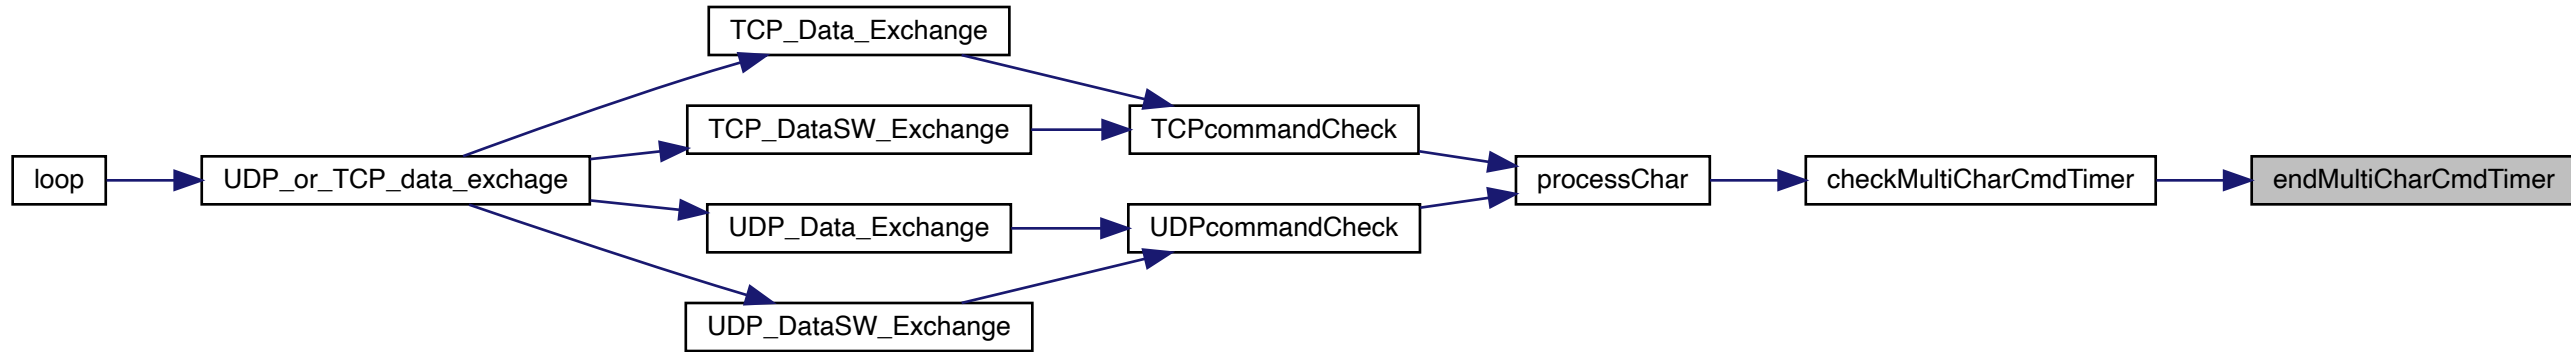 TCP_Data_Exchange
TCP_DataSW_Exchange
TCPcommandCheck
loop
UDP_or_TCP_data_exchage
processChar
checkMultiCharCmdTimer
endMultiCharCmdTimer
UDP_Data_Exchange
UDPcommandCheck
UDP_DataSW_Exchange